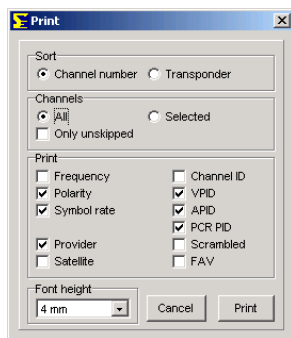 Print
Sort
Channel number Transponder
Channels
All Selected
Only unskipped
Print
Frequency Channel ID
Polarity VPID
Symbol rate APID
PCR PID
Provider Scrambled
Satellite FAV
Font height
4 mm Cancel Print